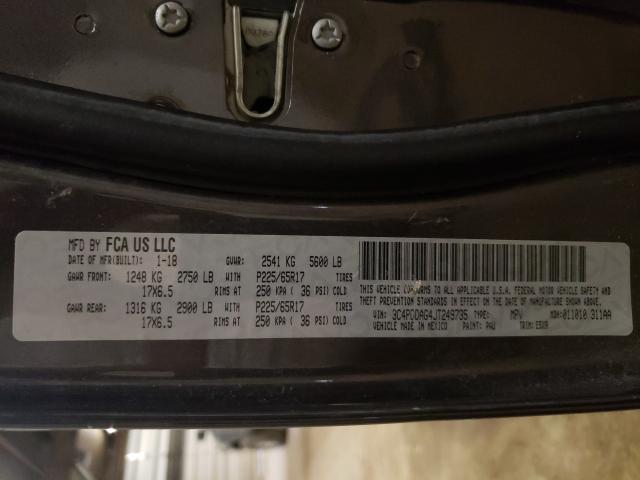 MFD BY FCA US LLC
DATE OF MFR(BUILT): 1-18 GVWR: 2541 KG 5600 LB
GAWR FRONT: 1248 KG 2750 LB WITH P225/65R17 TIRES
17X6.5 RIMS AT 250 KPA ( 36 PSI) COLD
GAWR REAR: 1316 KG 2900 LB WITH P225/65R17 TIRES
17X6.5 RIMS AT 250 KPA ( 36 PSI) COLD
THIS VEHICLE CONFORMS TO ALL APPLICABLE U.S.A. FEDERAL MOTOR VEHICLE SAFETY AND
THEFT PREVENTION STANDARDS IN EFFECT ON THE DATE OF MANUFACTURE SHOWN ABOVE.
VIN: 3C4PDDAG4JT249735 TYPE: MPV MDH: 011010 311AA
VEHICLE MADE IN MEXICO PAINT: PAU TRIM: